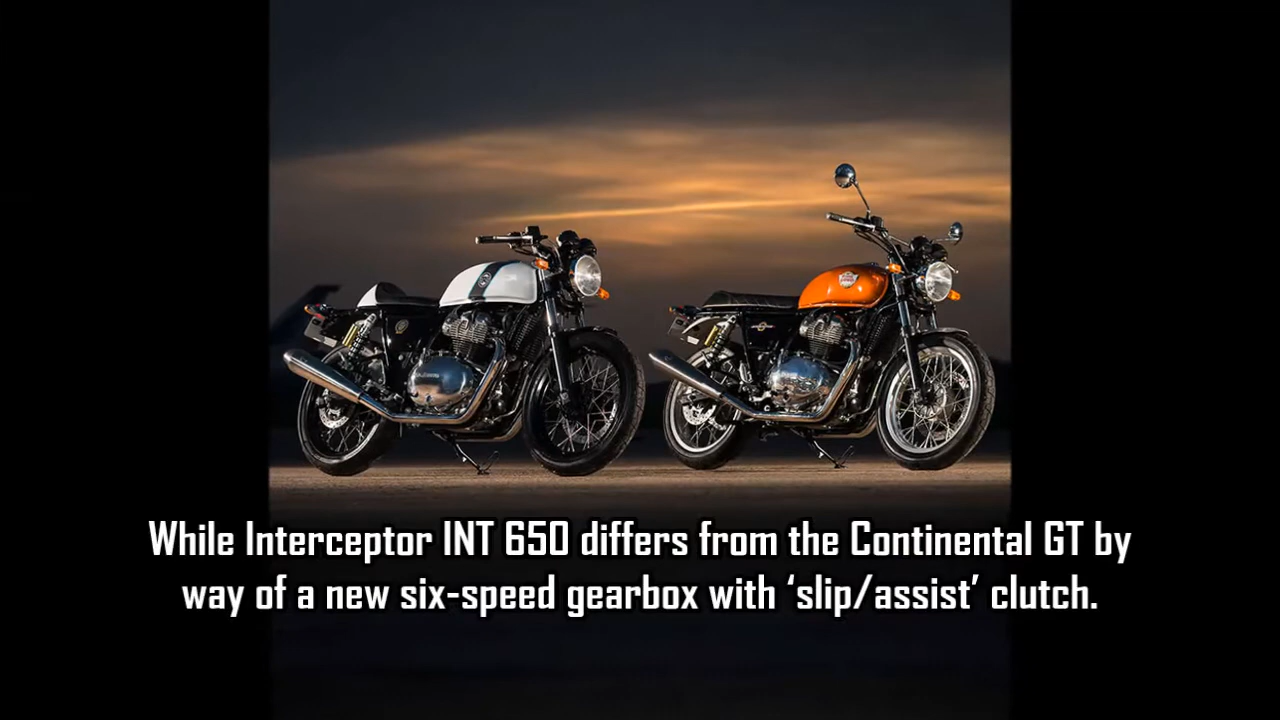 While Interceptor INT 650 differs from the Continental GT by
way of a new six-speed gearbox with ‘slip/assist’ clutch.